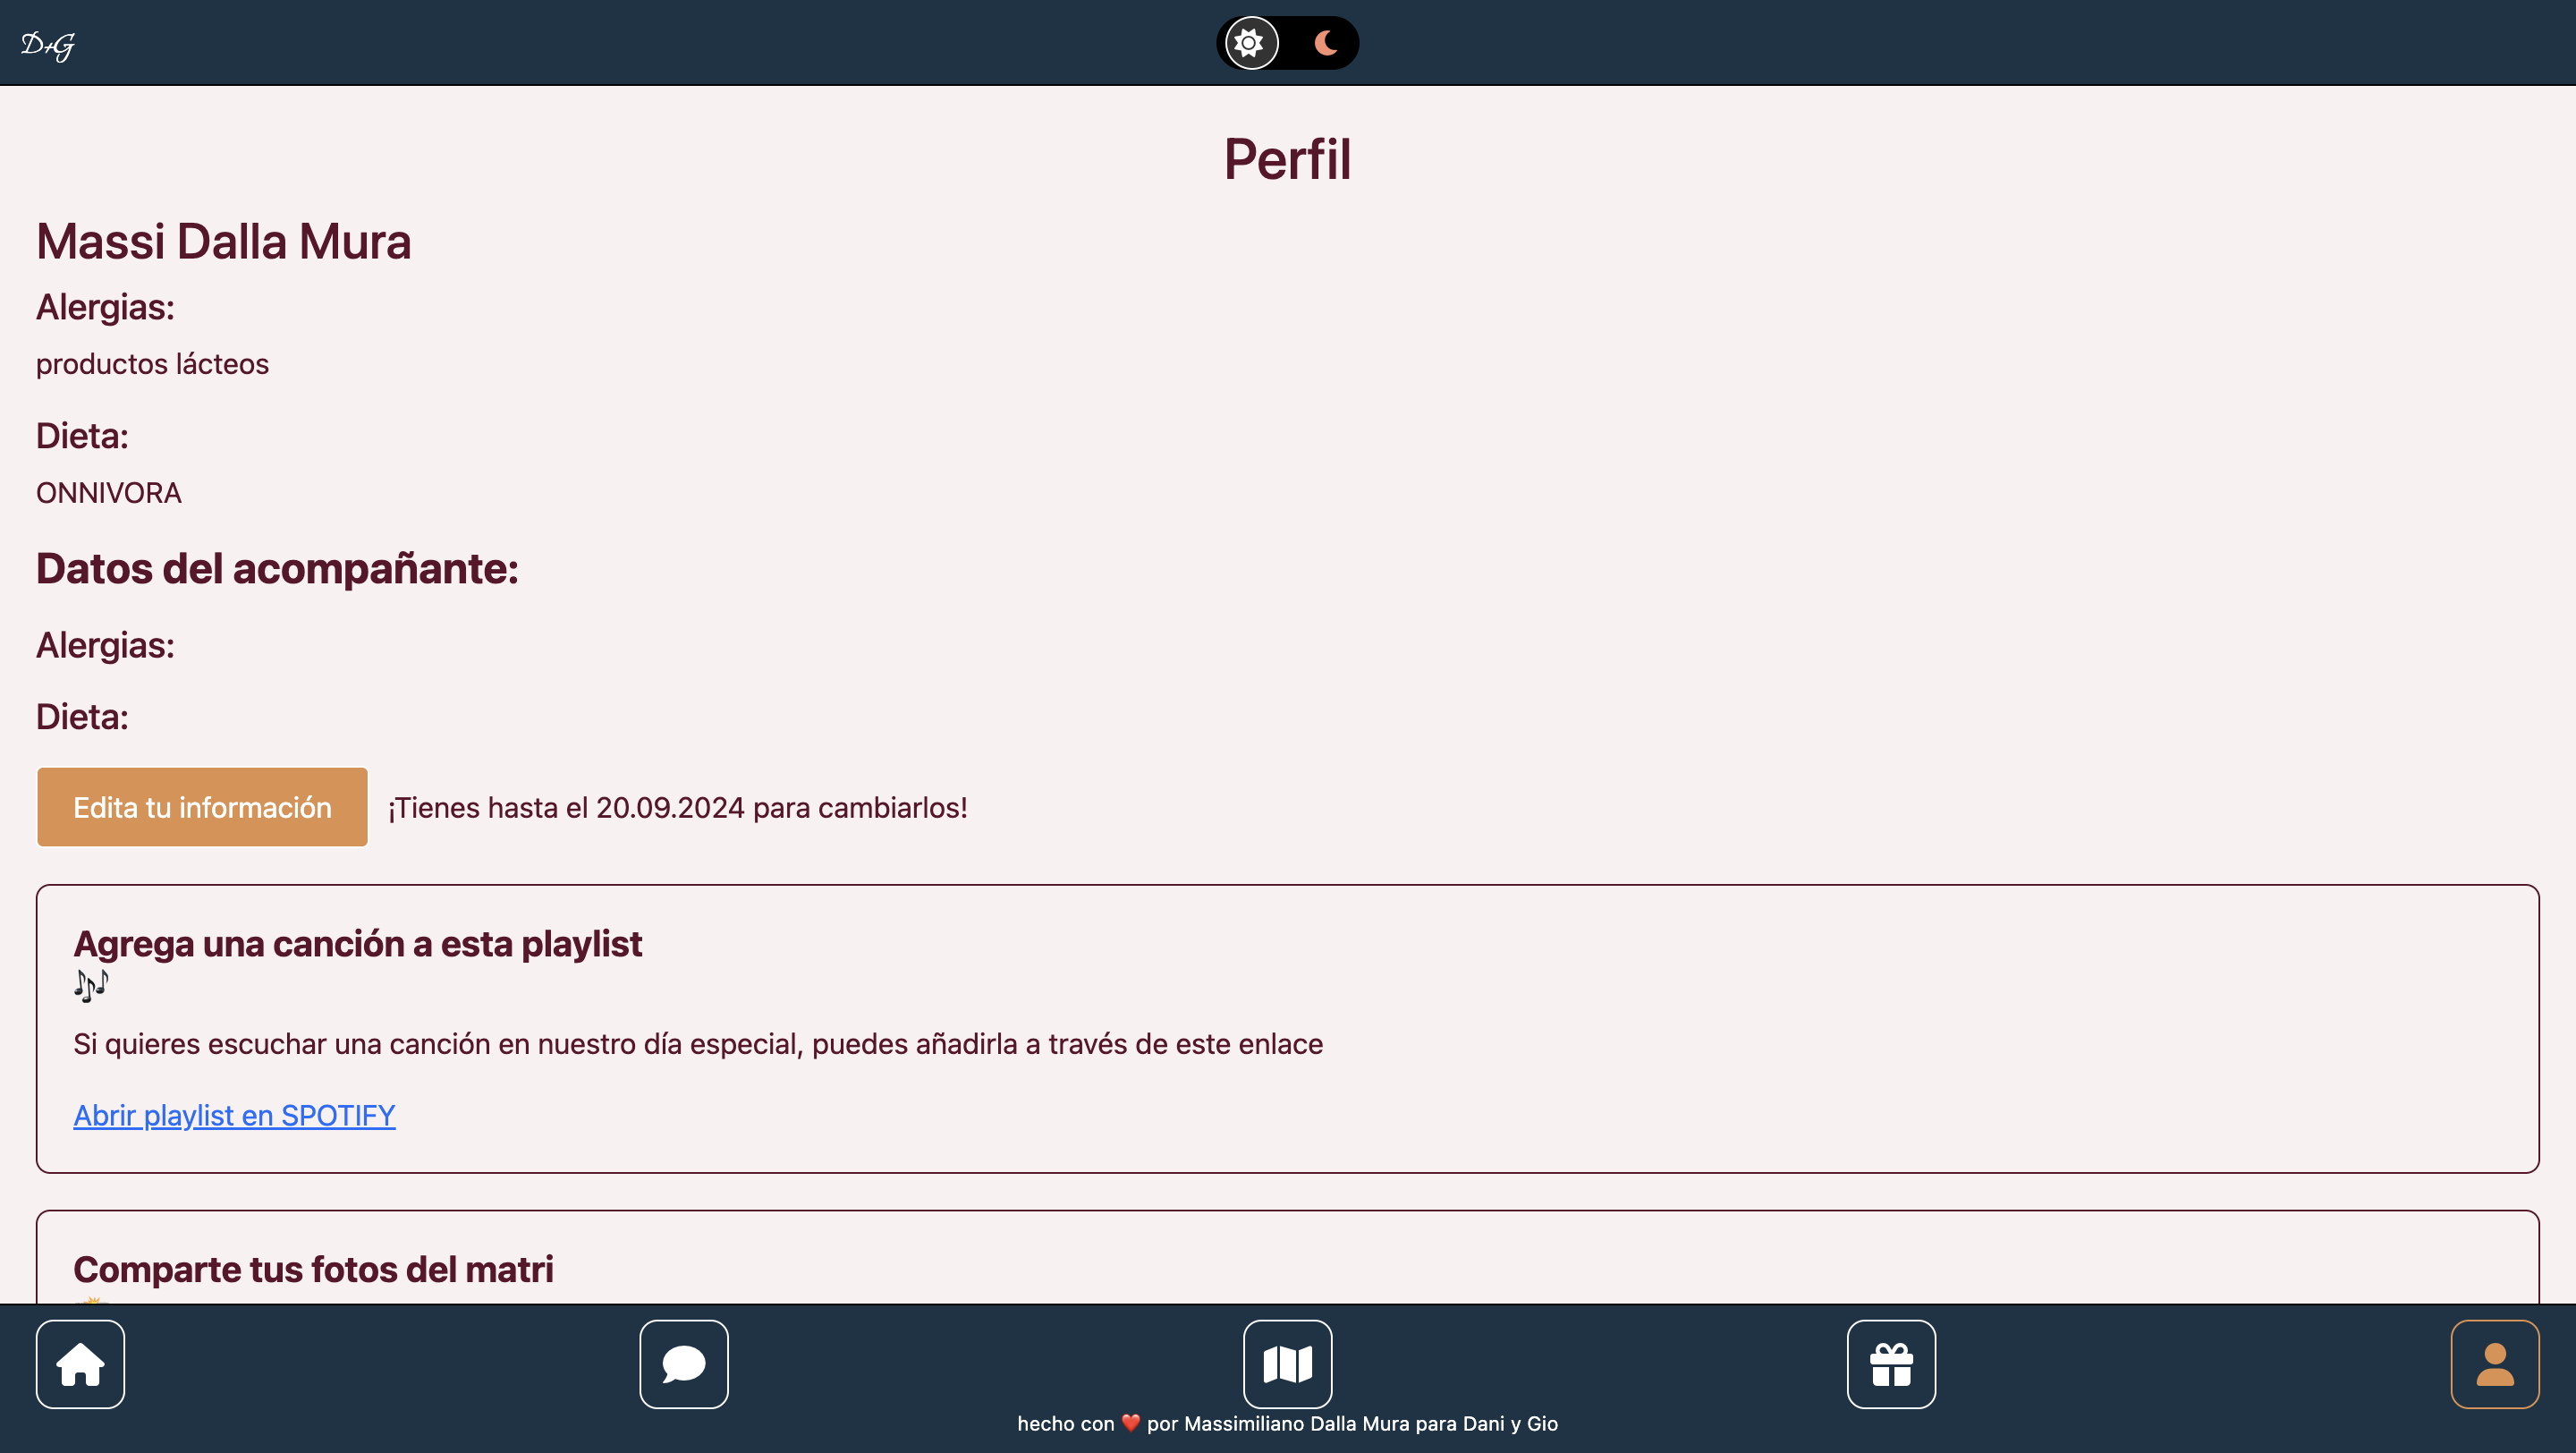 D+G
Perfil
Massi Dalla Mura
Alergias:
productos lácteos
Dieta:
ONNIVORA
Datos del acompañante:
Alergias:
Dieta:
Edita tu información
¡Tienes hasta el 20.09.2024 para cambiarlos!
Agrega una canción a esta playlist
🎶
Si quieres escuchar una canción en nuestro día especial, puedes añadirla a través de este enlace
Abrir playlist en SPOTIFY
Comparte tus fotos del matri
hecho con ❤️ por Massimiliano Dalla Mura para Dani y Gio